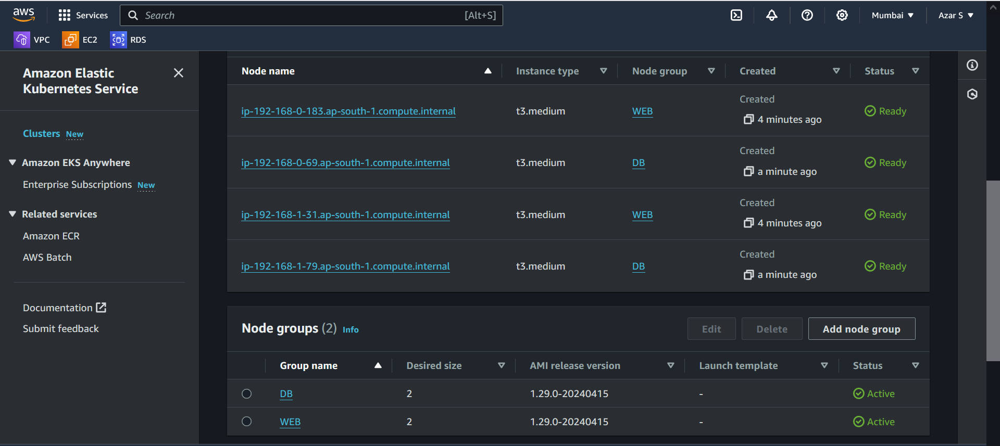 aws
Services
Search
[Alt+S]
Mumbai
Azar S
VPC
EC2
RDS
Amazon Elastic
Kubernetes Service
Clusters New
Amazon EKS Anywhere
Enterprise Subscriptions New
Related services
Amazon ECR
AWS Batch
Documentation
Submit feedback
Node name Instance type Node group Created Status
ip-192-168-0-183.ap-south-1.compute.internal t3.medium WEB Created 4 minutes ago Ready
ip-192-168-0-69.ap-south-1.compute.internal t3.medium DB Created a minute ago Ready
ip-192-168-1-31.ap-south-1.compute.internal t3.medium WEB Created 4 minutes ago Ready
ip-192-168-1-79.ap-south-1.compute.internal t3.medium DB Created a minute ago Ready
Node groups (2) Info
Edit Delete Add node group
Group name Desired size AMI release version Launch template Status
DB 2 1.29.0-20240415 - Active
WEB 2 1.29.0-20240415 - Active